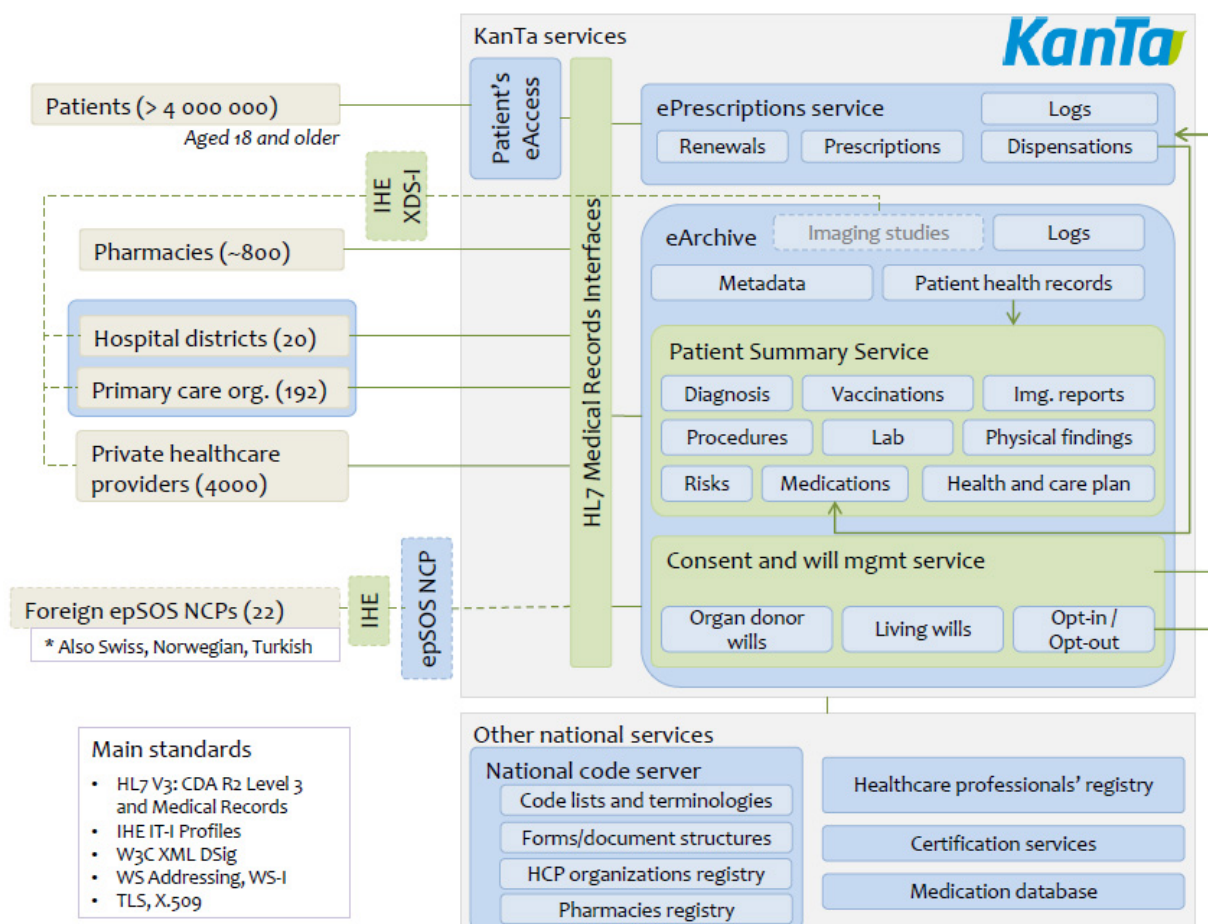 KanTa services
KanTa
Patients (> 4 000 000)
Aged 18 and older
Patient's
eAccess
ePrescriptions service
Logs
Renewals
Prescriptions
Dispensations
IHE
XDS-I
HL7 Medical Records Interfaces
eArchive
Imaging studies
Logs
Pharmacies (~800)
Metadata
Patient health records
Hospital districts (20)
Primary care org. (192)
Private healthcare
providers (4000)
Patient Summary Service
Diagnosis
Vaccinations
Img. reports
Procedures
Lab
Physical findings
Risks
Medications
Health and care plan
Foreign epSOS NCPs (22)
* Also Swiss, Norwegian, Turkish
IHE
epSOS NCP
Consent and will mgmt service
Organ donor
wills
Living wills
Opt-in /
Opt-out
Main standards
• HL7 V3: CDA R2 Level 3
and Medical Records
• IHE IT-I Profiles
• W3C XML DSig
• WS Addressing, WS-I
• TLS, X.509
Other national services
National code server
Code lists and terminologies
Forms/document structures
HCP organizations registry
Pharmacies registry
Healthcare professionals' registry
Certification services
Medication database